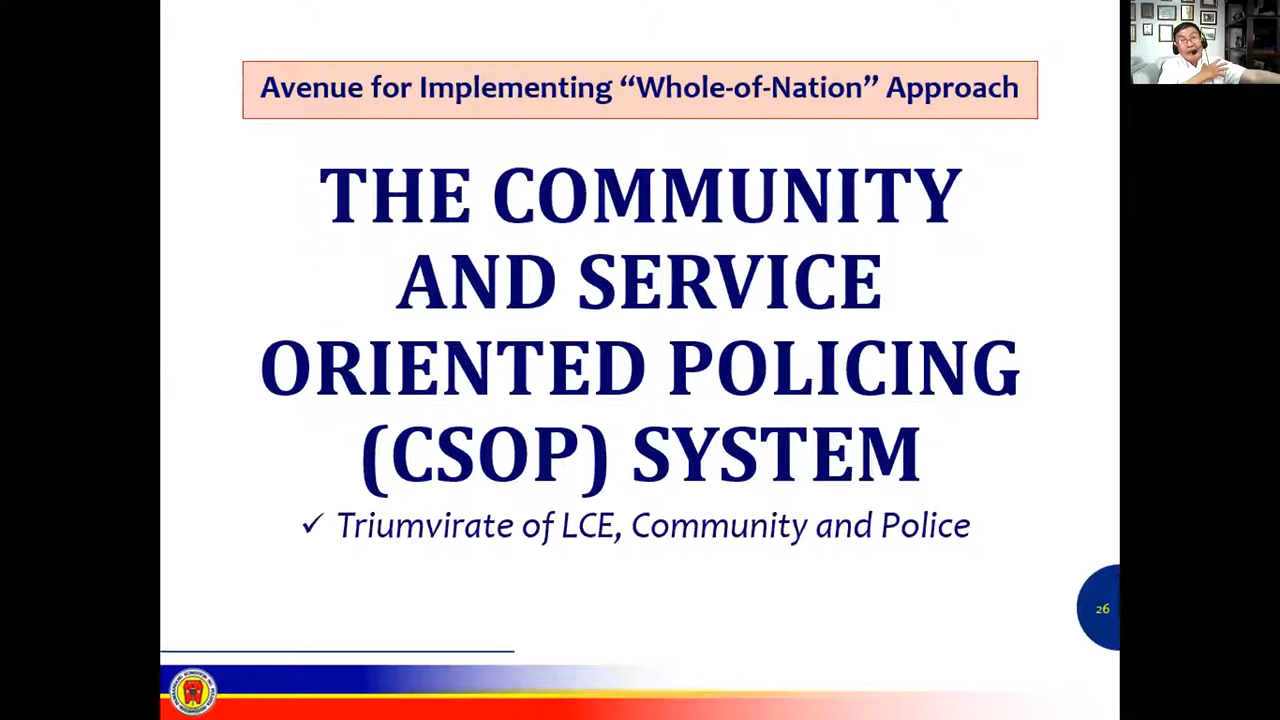 Avenue for Implementing “Whole-of-Nation” Approach
THE COMMUNITY
AND SERVICE
ORIENTED POLICING
(CSOP) SYSTEM
✓ Triumvirate of LCE, Community and Police
26